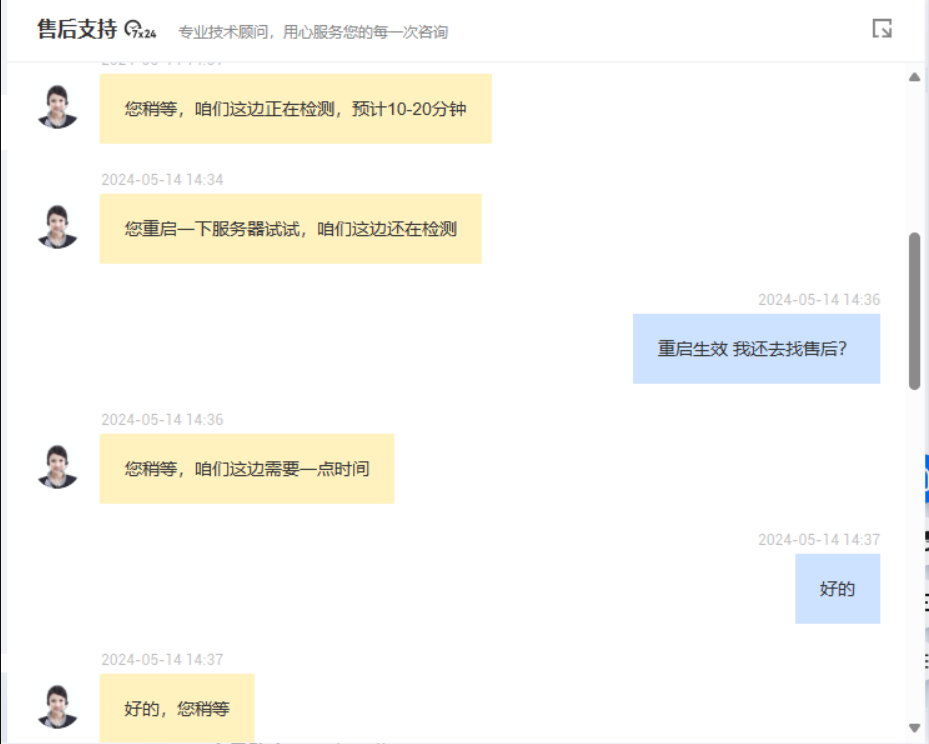 售后支持 7x24 专业技术顾问，用心服务您的每一次咨询
您稍等，咱们这边正在检测，预计10-20分钟
2024-05-14 14:34
您重启一下服务器试试，咱们这边还在检测
2024-05-14 14:36
重启生效 我还去找售后？
2024-05-14 14:36
您稍等，咱们这边需要一点时间
2024-05-14 14:37
好的
2024-05-14 14:37
好的，您稍等